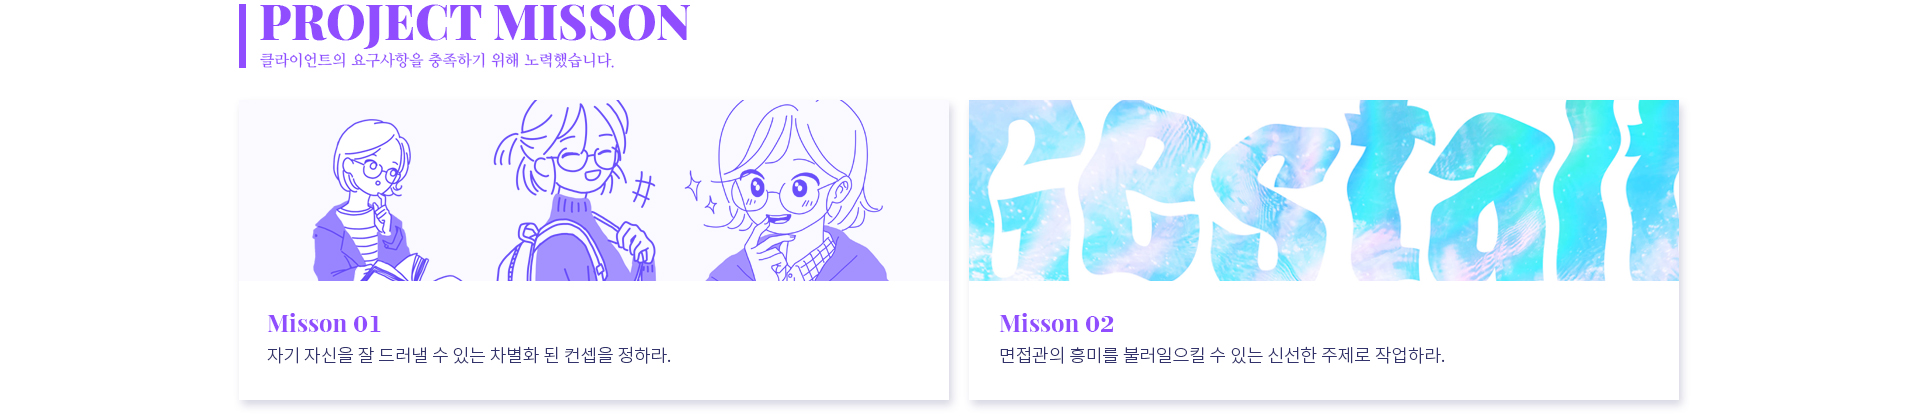 PROJECT MISSON
클라이언트의 요구사항을 충족하기 위해 노력했습니다.
#
Gestalt
Misson 01
자기 자신을 잘 드러낼 수 있는 차별화 된 컨셉을 정하라.
Misson 02
면접관의 흥미를 불러일으킬 수 있는 신선한 주제로 작업하라.